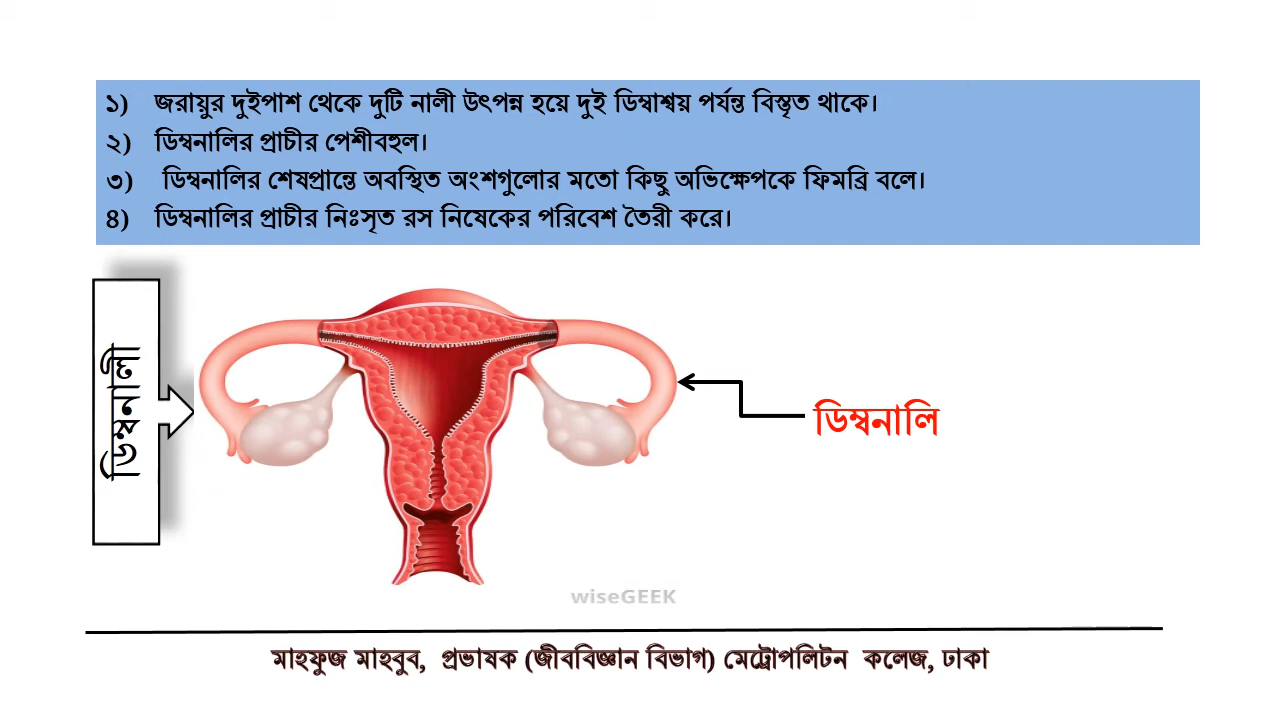 ১) জরায়ুর দুইপাশ থেকে দুটি নালী উৎপন্ন হয়ে দুই ডিম্বাশ্বয় পর্যন্ত বিস্তৃত থাকে।
২) ডিম্বনালির প্রাচীর পেশীবহুল।
৩) ডিম্বনালির শেষপ্রান্তে অবস্থিত অংশগুলোর মতো কিছু অভিক্ষেপকে ফিমব্রি বলে।
৪) ডিম্বনালির প্রাচীর নিঃসৃত রস নিষেকের পরিবেশ তৈরী করে।
ডিম্বনালী
ডিম্বনালি
wiseGEEK
মাহফুজ মাহবুব, প্রভাষক (জীববিজ্ঞান বিভাগ) মেট্রোপলিটন কলেজ, ঢাকা